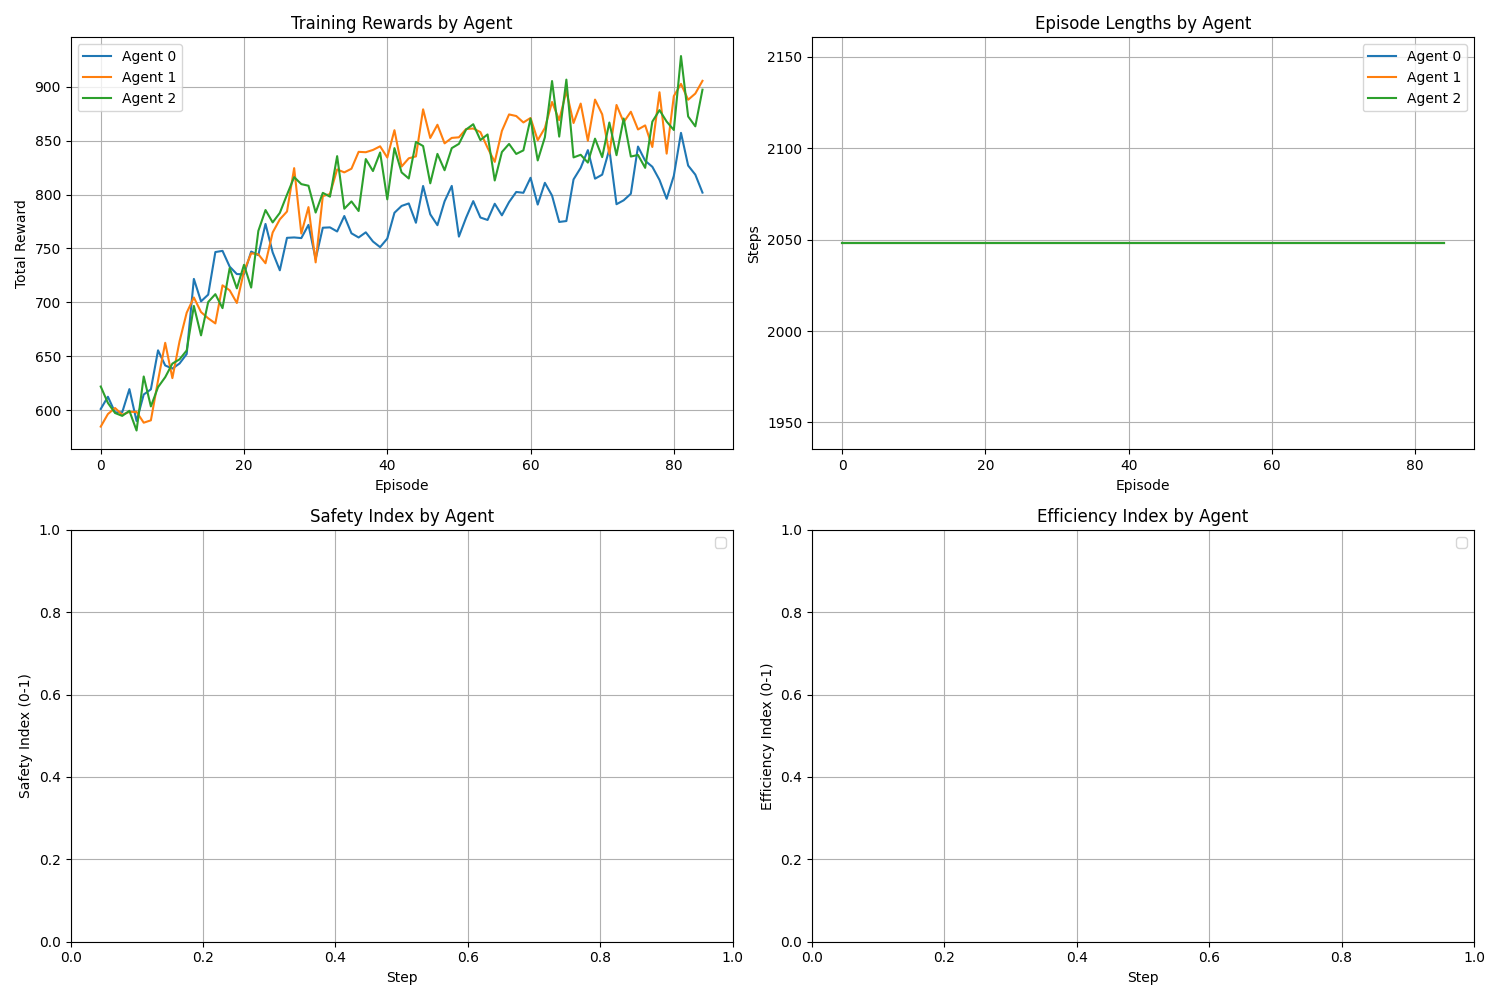 Training Rewards by Agent
Agent 0
Agent 1
Agent 2
900
850
800
750
700
650
600
Total Reward
0 20 40 60 80
Episode
Episode Lengths by Agent
Agent 0
Agent 1
Agent 2
2150
2100
2050
2000
1950
Steps
0 20 40 60 80
Episode
Safety Index by Agent
1.0
0.8
0.6
0.4
0.2
0.0
Safety Index (0-1)
0.0 0.2 0.4 0.6 0.8 1.0
Step
Efficiency Index by Agent
1.0
0.8
0.6
0.4
0.2
0.0
Efficiency Index (0-1)
0.0 0.2 0.4 0.6 0.8 1.0
Step